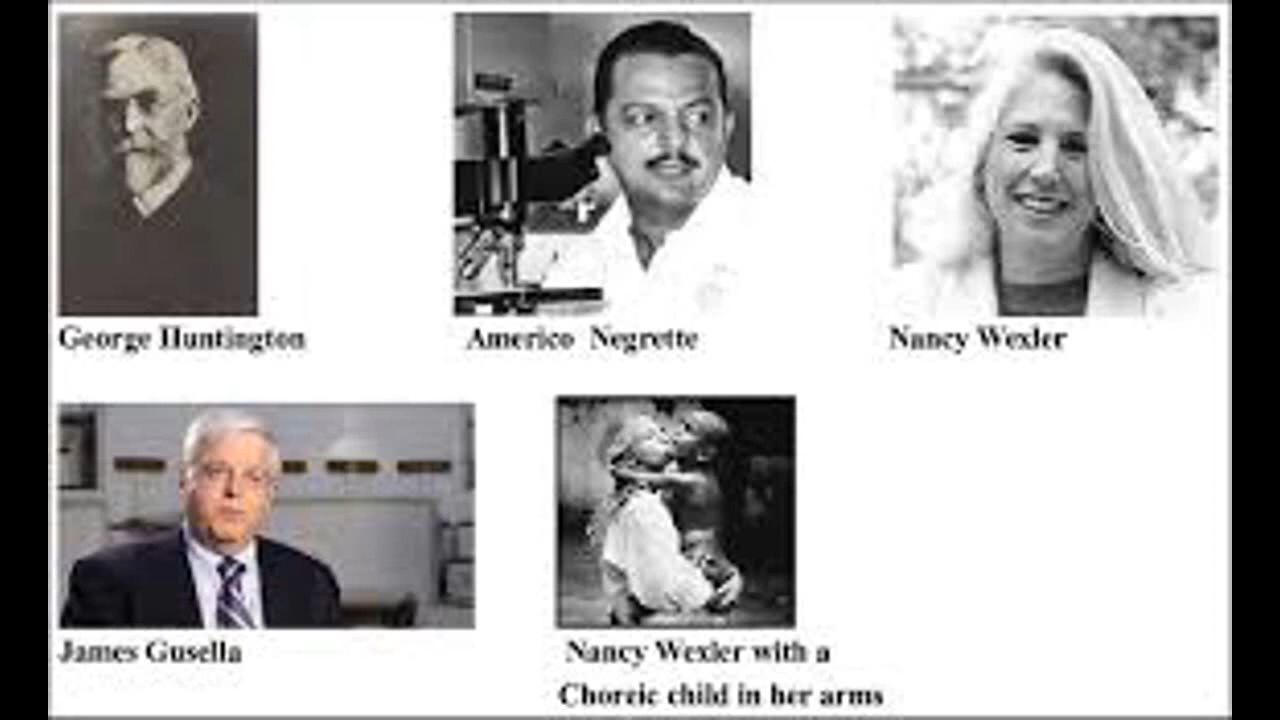 George Huntington
Americo Negrette
Nancy Wexler
James Gusella
Nancy Wexler with a
Choreic child in her arms